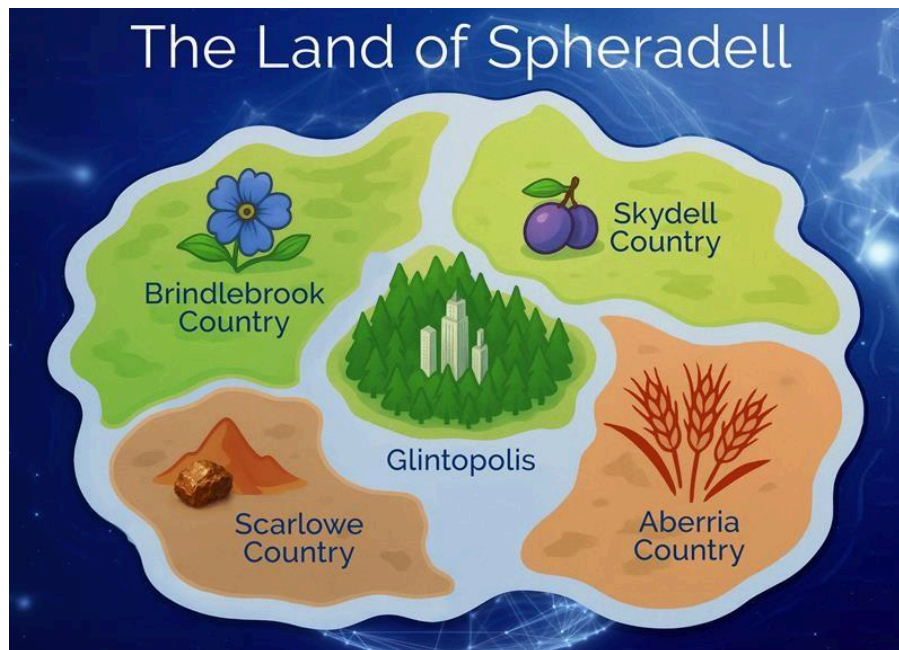 The Land of Spheradell
Skydell
Country
Brindlebrook
Country
Glintopolis
Scarlowe
Country
Aberria
Country